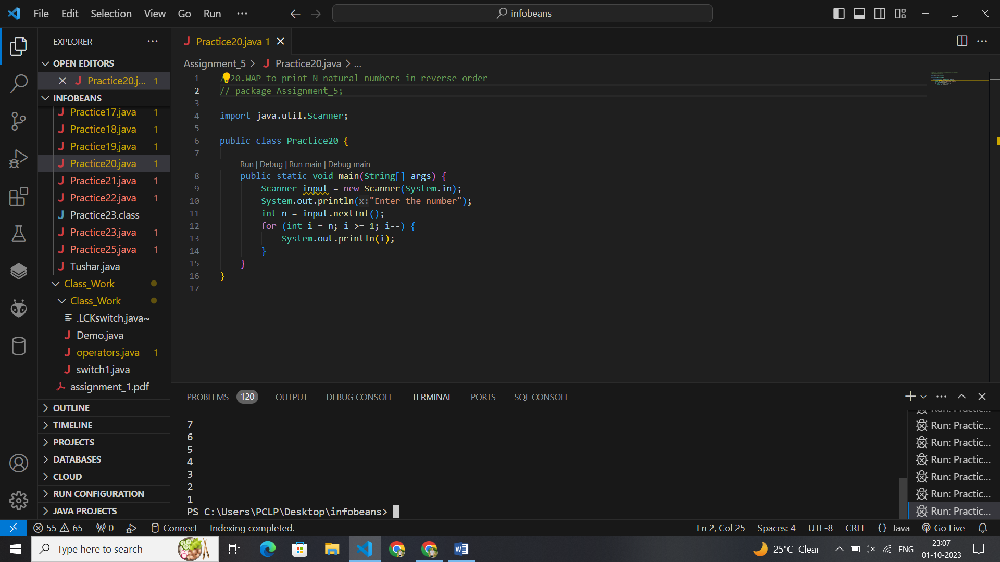 File Edit Selection View Go Run ···
infobeans
EXPLORER
OPEN EDITORS
Practice20.j... 1
INFOBEANS
Practice17.java 1
Practice18.java 1
Practice19.java 1
Practice20.java 1
Practice21.java 1
Practice22.java 1
Practice23.class
Practice23.java 1
Practice25.java 1
Tushar.java
Class_Work
Class_Work
.LCKswitch.java~
Demo.java
operators.java 1
switch1.java
assignment_1.pdf
OUTLINE
TIMELINE
PROJECTS
DATABASES
CLOUD
RUN CONFIGURATION
JAVA PROJECTS
Practice20.java 1
Assignment_5 > Practice20.java > ...
1 /20.WAP to print N natural numbers in reverse order
2 // package Assignment_5;
3
4 import java.util.Scanner;
5
6 public class Practice20 {
7
Run | Debug | Run main | Debug main
8 public static void main(String[] args) {
9 Scanner input = new Scanner(System.in);
10 System.out.println(x:"Enter the number");
11 int n = input.nextInt();
12 for (int i = n; i >= 1; i--) {
13 System.out.println(i);
14 }
15 }
16 }
17
PROBLEMS 120 OUTPUT DEBUG CONSOLE TERMINAL PORTS SQL CONSOLE
7
6
5
4
3
2
1
PS C:\Users\PCLP\Desktop\infobeans>
Run: Practic...
Run: Practic...
Run: Practic...
Run: Practic...
Run: Practic...
Run: Practic...
Run: Practic...
55 65 0 Connect Indexing completed.
Ln 2, Col 25 Spaces: 4 UTF-8 CRLF {} Java Go Live
Type here to search
25°C Clear
ENG
23:07
01-10-2023